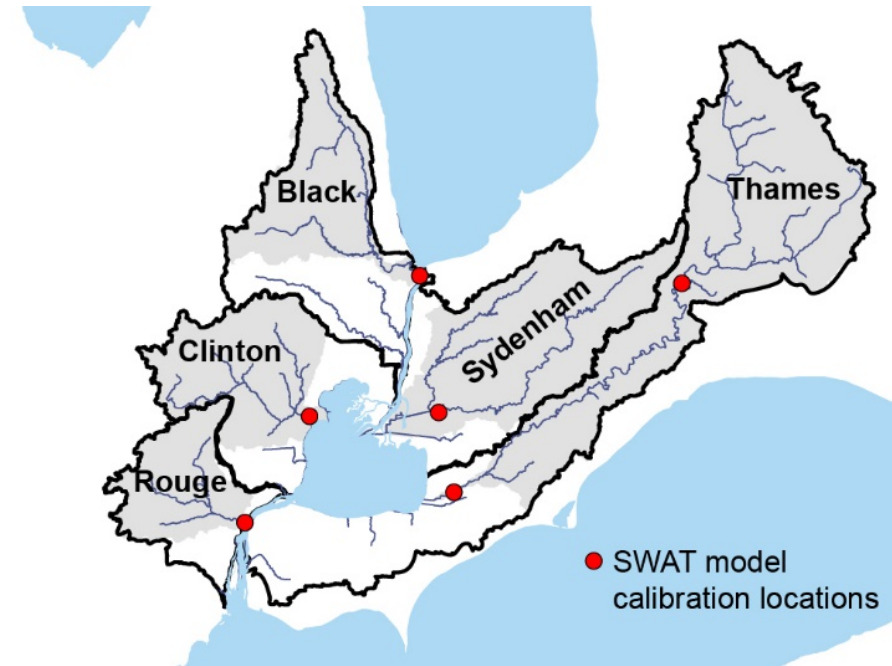 Black
Thames
Sydenham
Clinton
Rouge
SWAT model
calibration locations